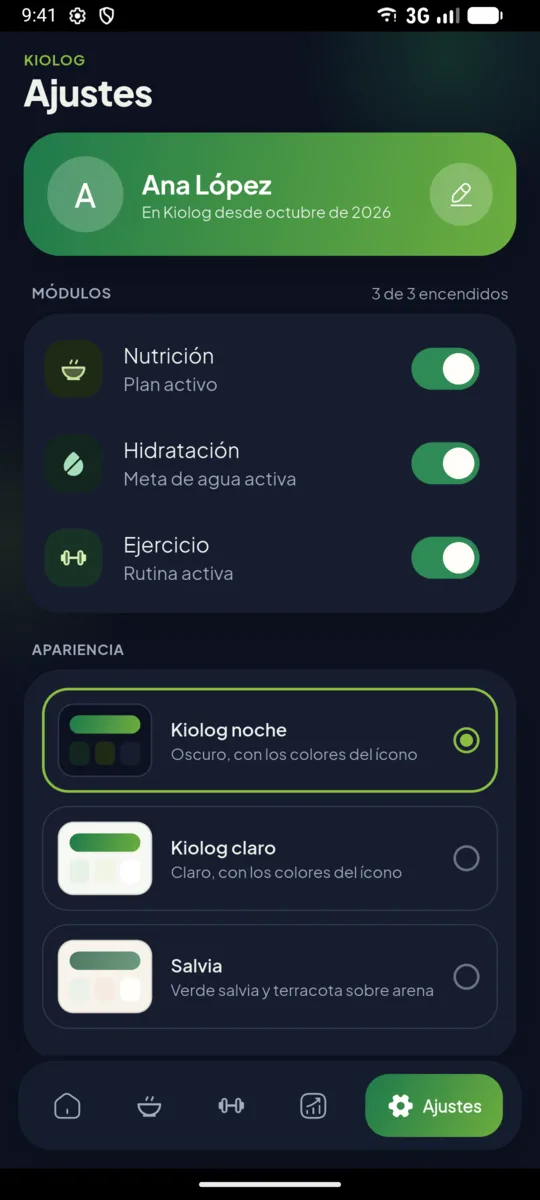 9:41 3G
KIOLOG
Ajustes
A
Ana López
En Kiolog desde octubre de 2026
MÓDULOS
3 de 3 encendidos
Nutrición
Plan activo
Hidratación
Meta de agua activa
Ejercicio
Rutina activa
APARIENCIA
Kiolog noche
Oscuro, con los colores del ícono
Kiolog claro
Claro, con los colores del ícono
Salvia
Verde salvia y terracota sobre arena
Ajustes